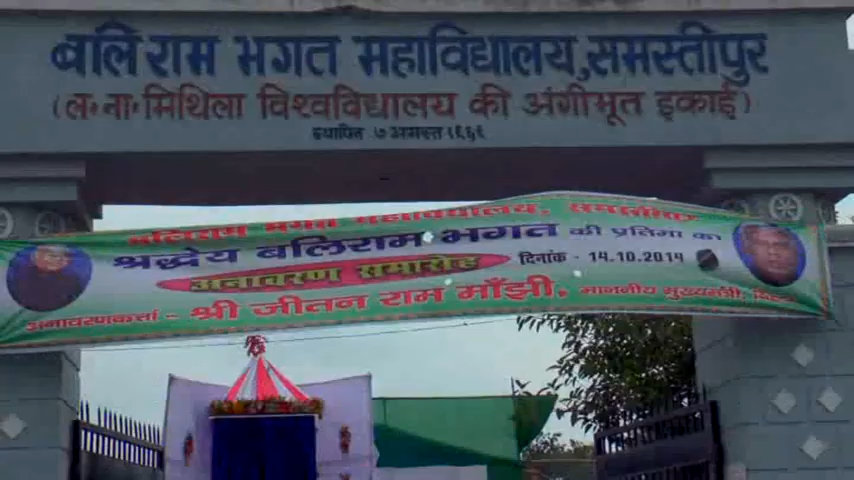 बलिराम भगत महाविद्यालय, समस्तीपुर
(ल॰ना॰मिथिला विश्वविद्यालय की अंगीभूत इकाई)
स्थापित ७ अगस्त १९६९
बलिराम भगत महाविद्यालय, समस्तीपुर
श्रद्धेय बलिराम भगत की प्रतिमा का
अनावरण समारोह दिनांक : 14.10.2014
अनावरणकर्त्ता - श्री जीतन राम माँझी, माननीय मुख्यमंत्री, बिहार